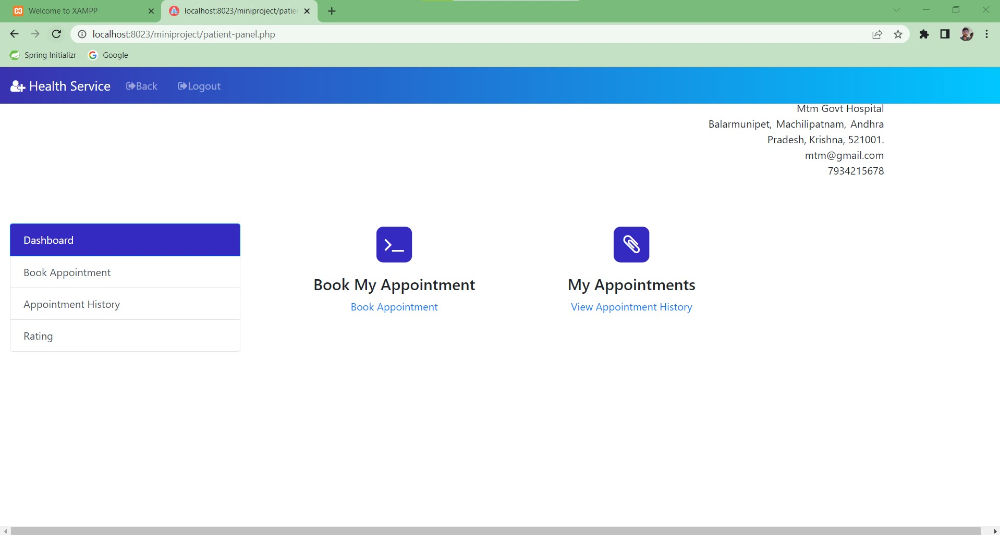 Welcome to XAMPP
localhost:8023/miniproject/patie
localhost:8023/miniproject/patient-panel.php
Spring Initializr
Google
Health Service
Back
Logout
Mtm Govt Hospital
Balarmunipet, Machilipatnam, Andhra
Pradesh, Krishna, 521001.
mtm@gmail.com
7934215678
Dashboard
Book Appointment
Appointment History
Rating
Book My Appointment
Book Appointment
My Appointments
View Appointment History